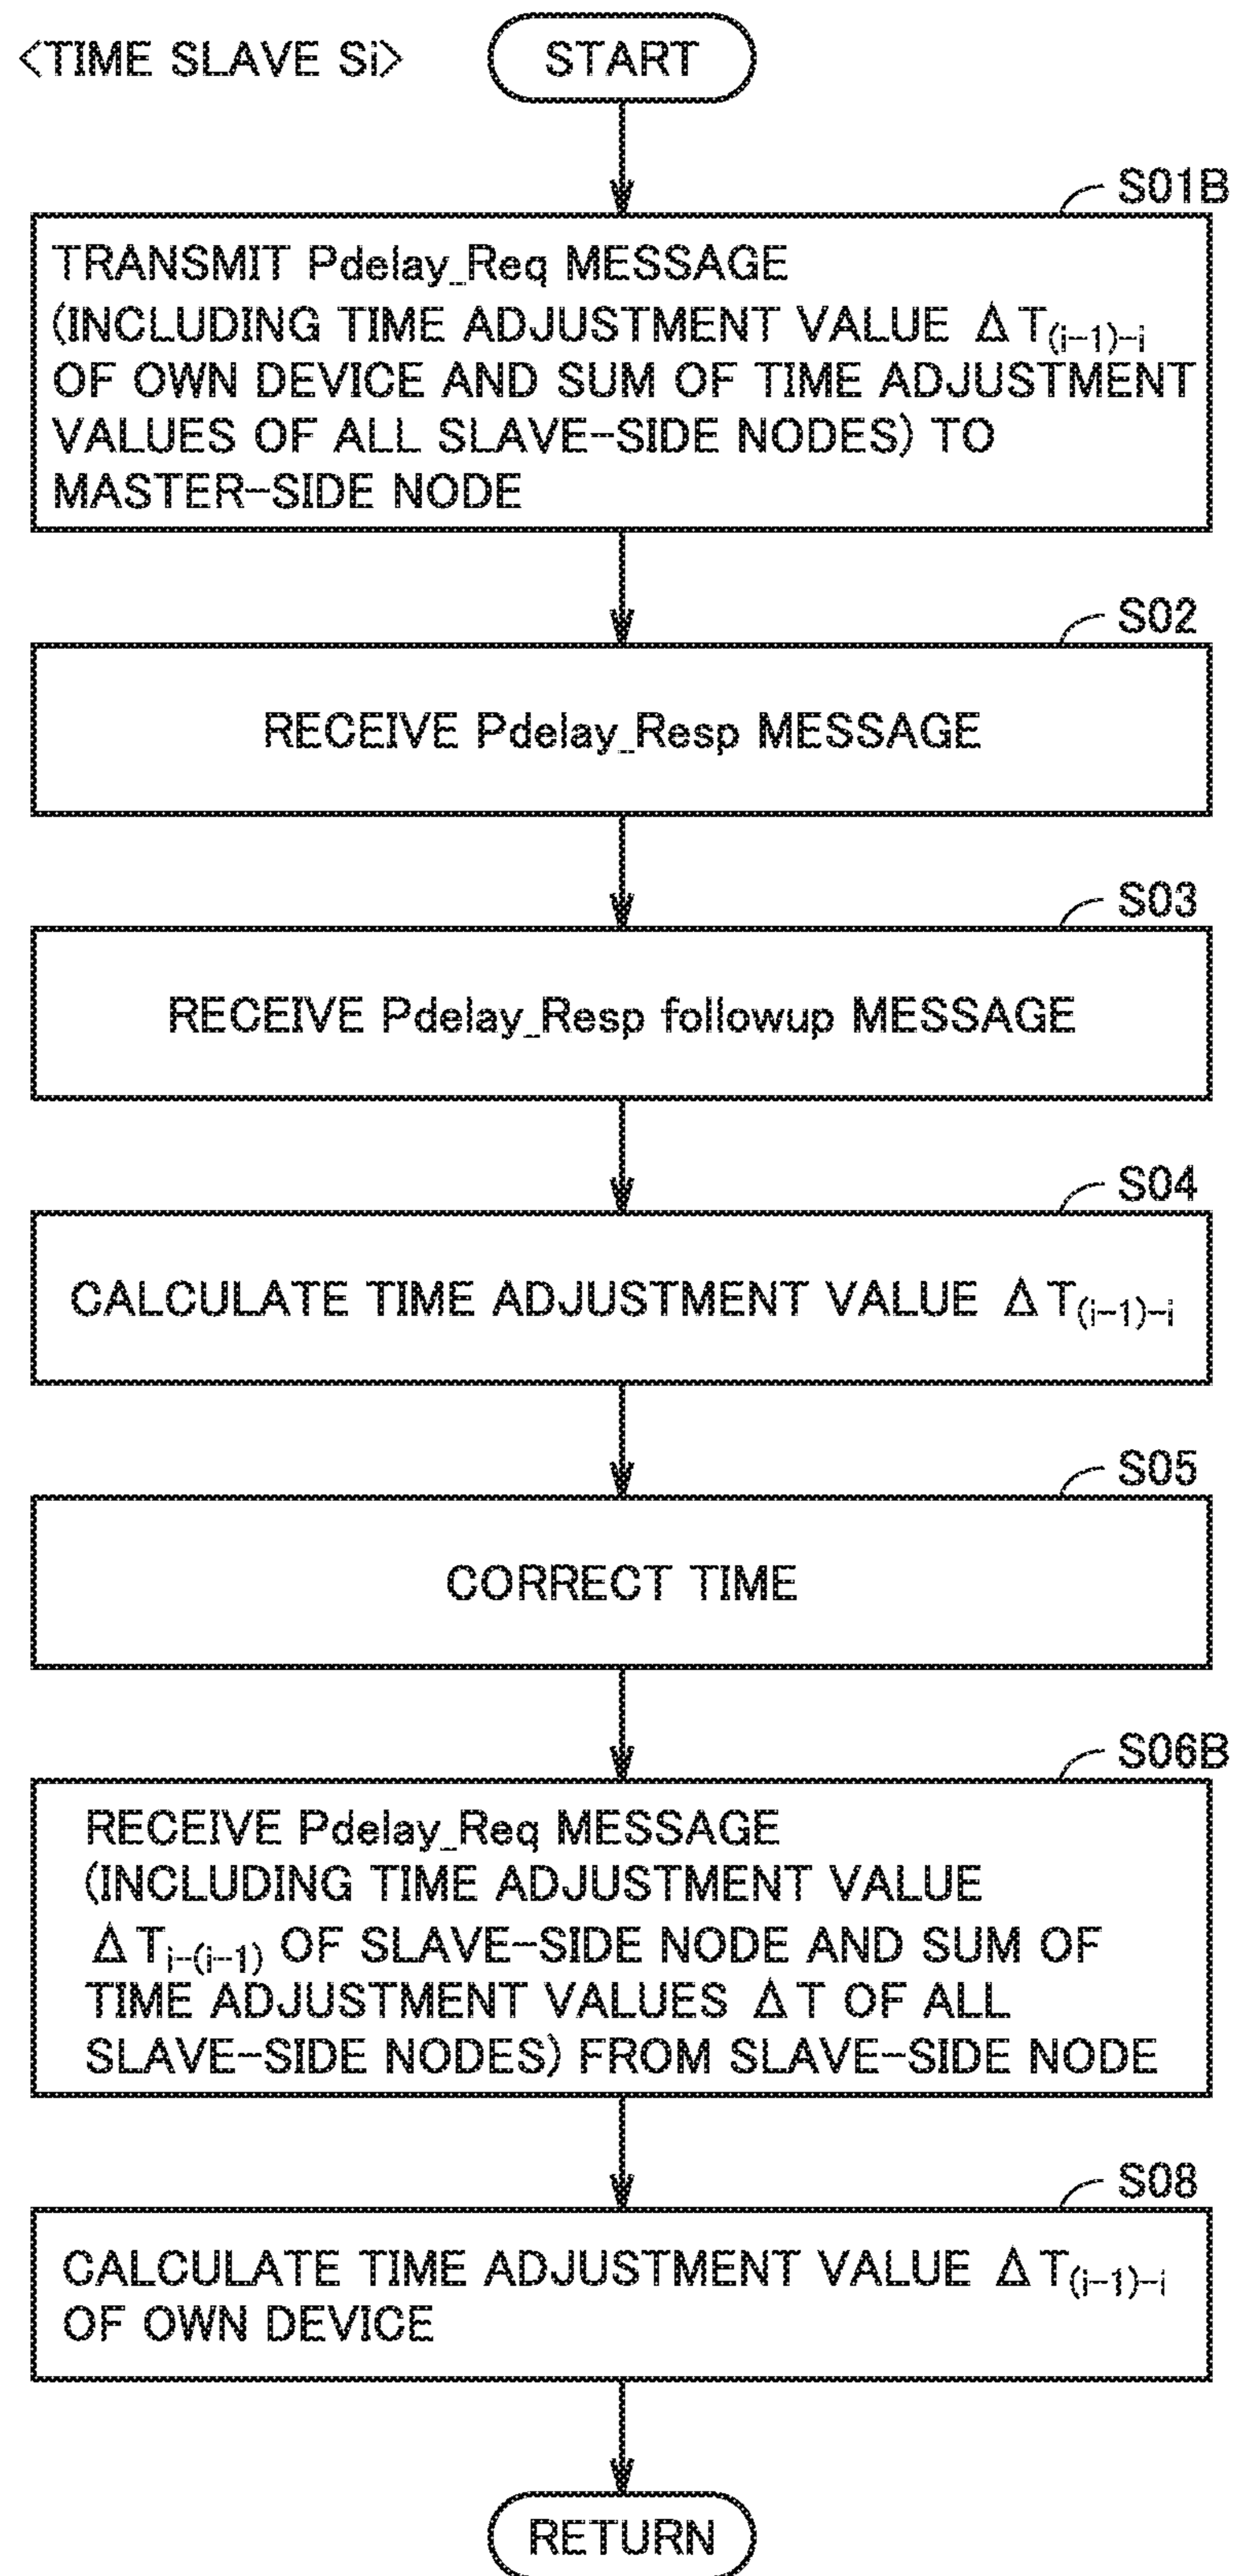 <TIME SLAVE Si>
START
S01B
TRANSMIT Pdelay_Req MESSAGE
(INCLUDING TIME ADJUSTMENT VALUE ΔT(i-1)-i
OF OWN DEVICE AND SUM OF TIME ADJUSTMENT
VALUES OF ALL SLAVE-SIDE NODES) TO
MASTER-SIDE NODE
S02
RECEIVE Pdelay_Resp MESSAGE
S03
RECEIVE Pdelay_Resp followup MESSAGE
S04
CALCULATE TIME ADJUSTMENT VALUE ΔT(i-1)-i
S05
CORRECT TIME
S06B
RECEIVE Pdelay_Req MESSAGE
(INCLUDING TIME ADJUSTMENT VALUE
ΔTi-(i-1) OF SLAVE-SIDE NODE AND SUM OF
TIME ADJUSTMENT VALUES ΔT OF ALL
SLAVE-SIDE NODES) FROM SLAVE-SIDE NODE
S08
CALCULATE TIME ADJUSTMENT VALUE ΔT(i-1)-i
OF OWN DEVICE
RETURN